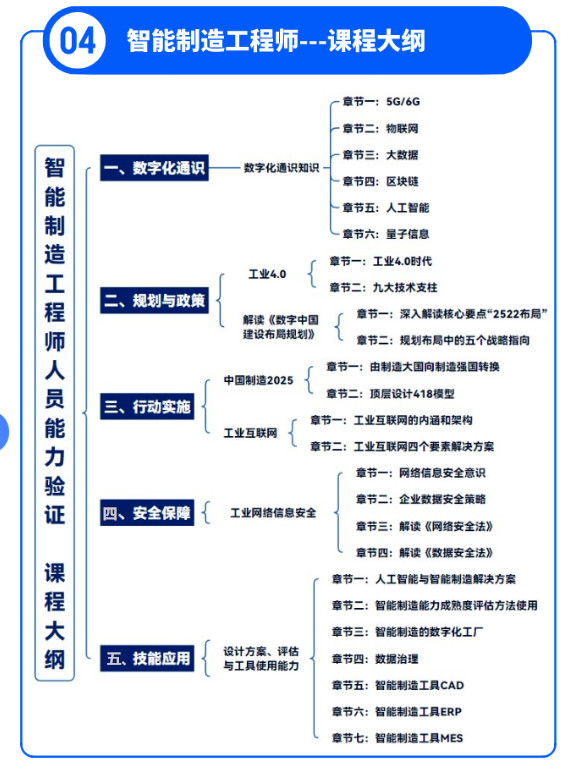 04
智能制造工程师---课程大纲
智能制造工程师人员能力验证 课程大纲
一、数字化通识
数字化通识知识
章节一：5G/6G
章节二：物联网
章节三：大数据
章节四：区块链
章节五：人工智能
章节六：量子信息
二、规划与政策
工业4.0
章节一：工业4.0时代
章节二：九大技术支柱
解读《数字中国
建设布局规划》
章节一：深入解读核心要点“2522布局”
章节二：规划布局中的五个战略指向
三、行动实施
中国制造2025
章节一：由制造大国向制造强国转换
章节二：顶层设计418模型
工业互联网
章节一：工业互联网的内涵和架构
章节二：工业互联网四个要素解决方案
四、安全保障
工业网络信息安全
章节一：网络信息安全意识
章节二：企业数据安全策略
章节三：解读《网络安全法》
章节四：解读《数据安全法》
五、技能应用
设计方案、评估
与工具使用能力
章节一：人工智能与智能制造解决方案
章节二：智能制造能力成熟度评估方法使用
章节三：智能制造的数字化工厂
章节四：数据治理
章节五：智能制造工具CAD
章节六：智能制造工具ERP
章节七：智能制造工具MES